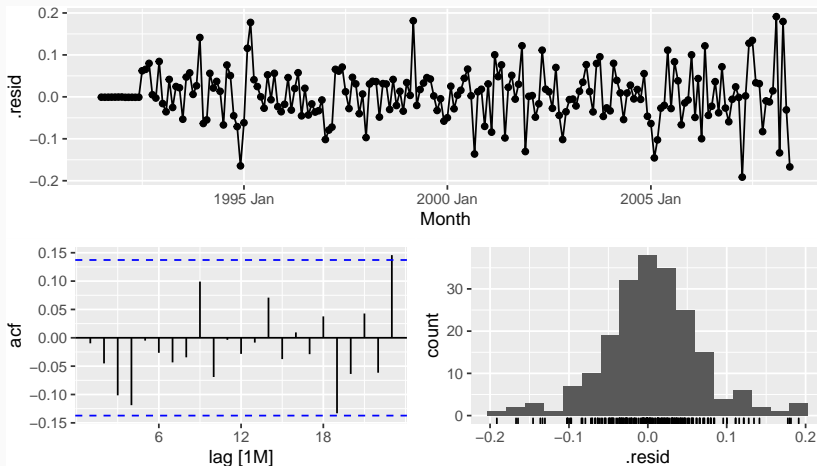 0.2
0.1
0.0
−0.1
−0.2
.resid
1995 Jan
2000 Jan
2005 Jan
Month
0.15
0.10
0.05
0.00
−0.05
−0.10
−0.15
acf
6
12
18
lag [1M]
30
20
10
0
count
−0.2
−0.1
0.0
0.1
0.2
.resid